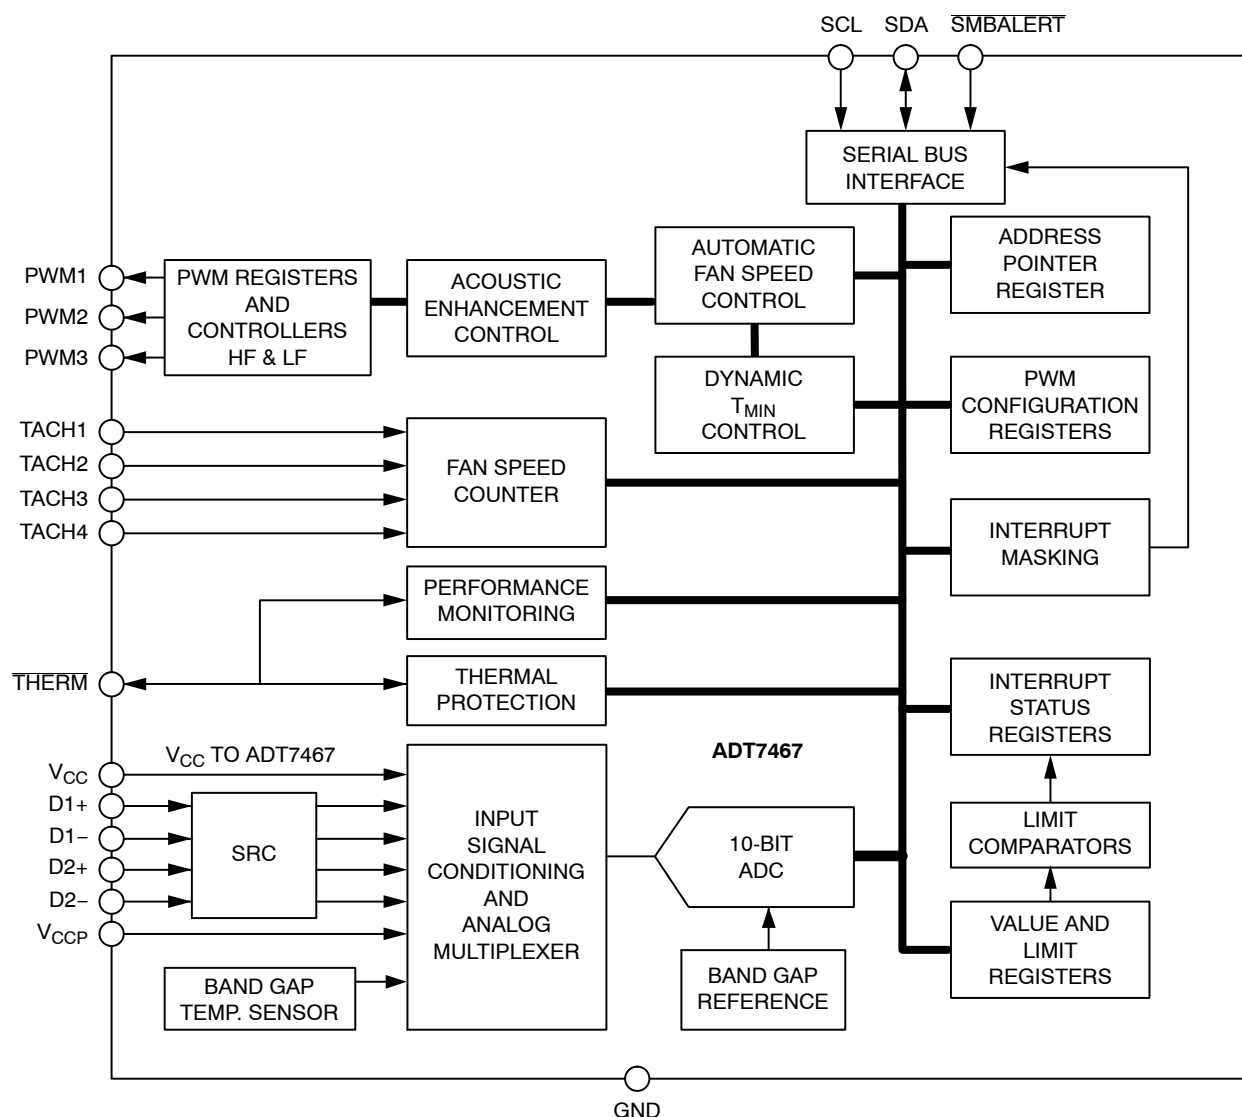 SCL SDA SMBALERT
SERIAL BUS
INTERFACE
ADDRESS
POINTER
REGISTER
AUTOMATIC
FAN SPEED
CONTROL
ACOUSTIC
ENHANCEMENT
CONTROL
PWM REGISTERS
AND
CONTROLLERS
HF & LF
PWM1
PWM2
PWM3
DYNAMIC
TMIN
CONTROL
PWM
CONFIGURATION
REGISTERS
TACH1
TACH2
TACH3
TACH4
FAN SPEED
COUNTER
INTERRUPT
MASKING
PERFORMANCE
MONITORING
THERM
THERMAL
PROTECTION
INTERRUPT
STATUS
REGISTERS
VCC TO ADT7467
ADT7467
VCC
D1+
D1−
D2+
D2−
VCCP
SRC
INPUT
SIGNAL
CONDITIONING
AND
ANALOG
MULTIPLEXER
10-BIT
ADC
LIMIT
COMPARATORS
VALUE AND
LIMIT
REGISTERS
BAND GAP
TEMP. SENSOR
BAND GAP
REFERENCE
GND